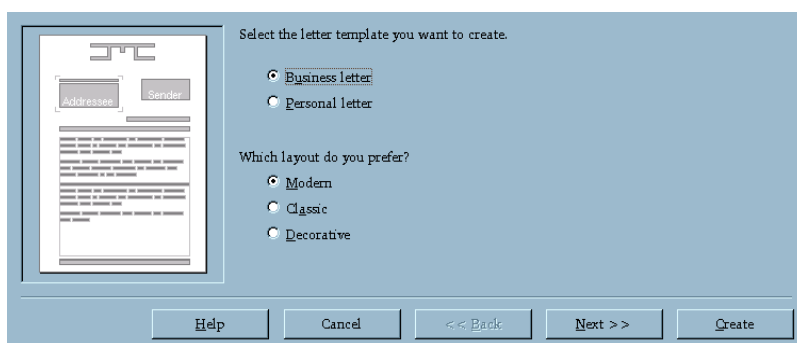 Select the letter template you want to create.
Business letter
Personal letter
Addressee
Sender
Which layout do you prefer?
Modern
Classic
Decorative
Help
Cancel
<< Back
Next >>
Create